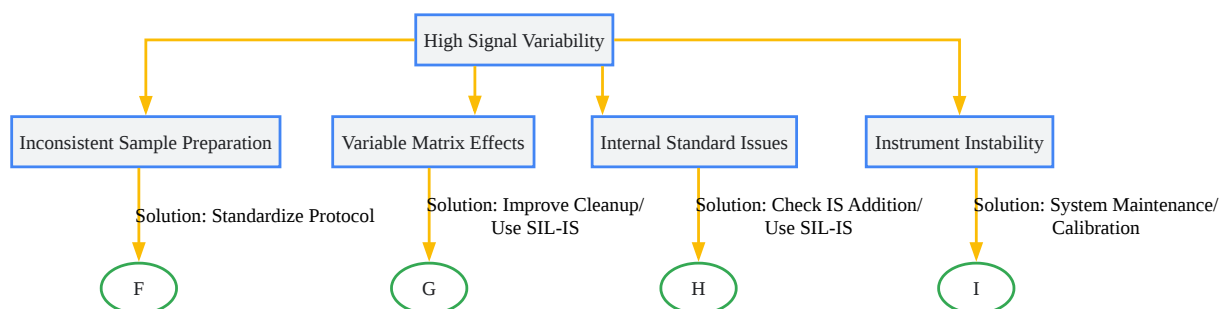 High Signal Variability
Inconsistent Sample Preparation
Variable Matrix Effects
Internal Standard Issues
Instrument Instability
Solution: Standardize Protocol
Solution: Improve Cleanup/
Use SIL-IS
Solution: Check IS Addition/
Use SIL-IS
Solution: System Maintenance/
Calibration
F
G
H
I